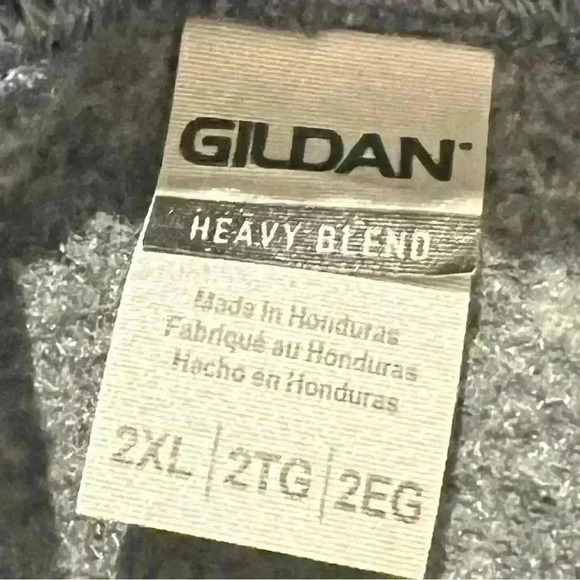 GILDAN
HEAVY BLEND
Made in Honduras
Fabriqué au Honduras
Hecho en Honduras
2XL | 2TG | 2EG